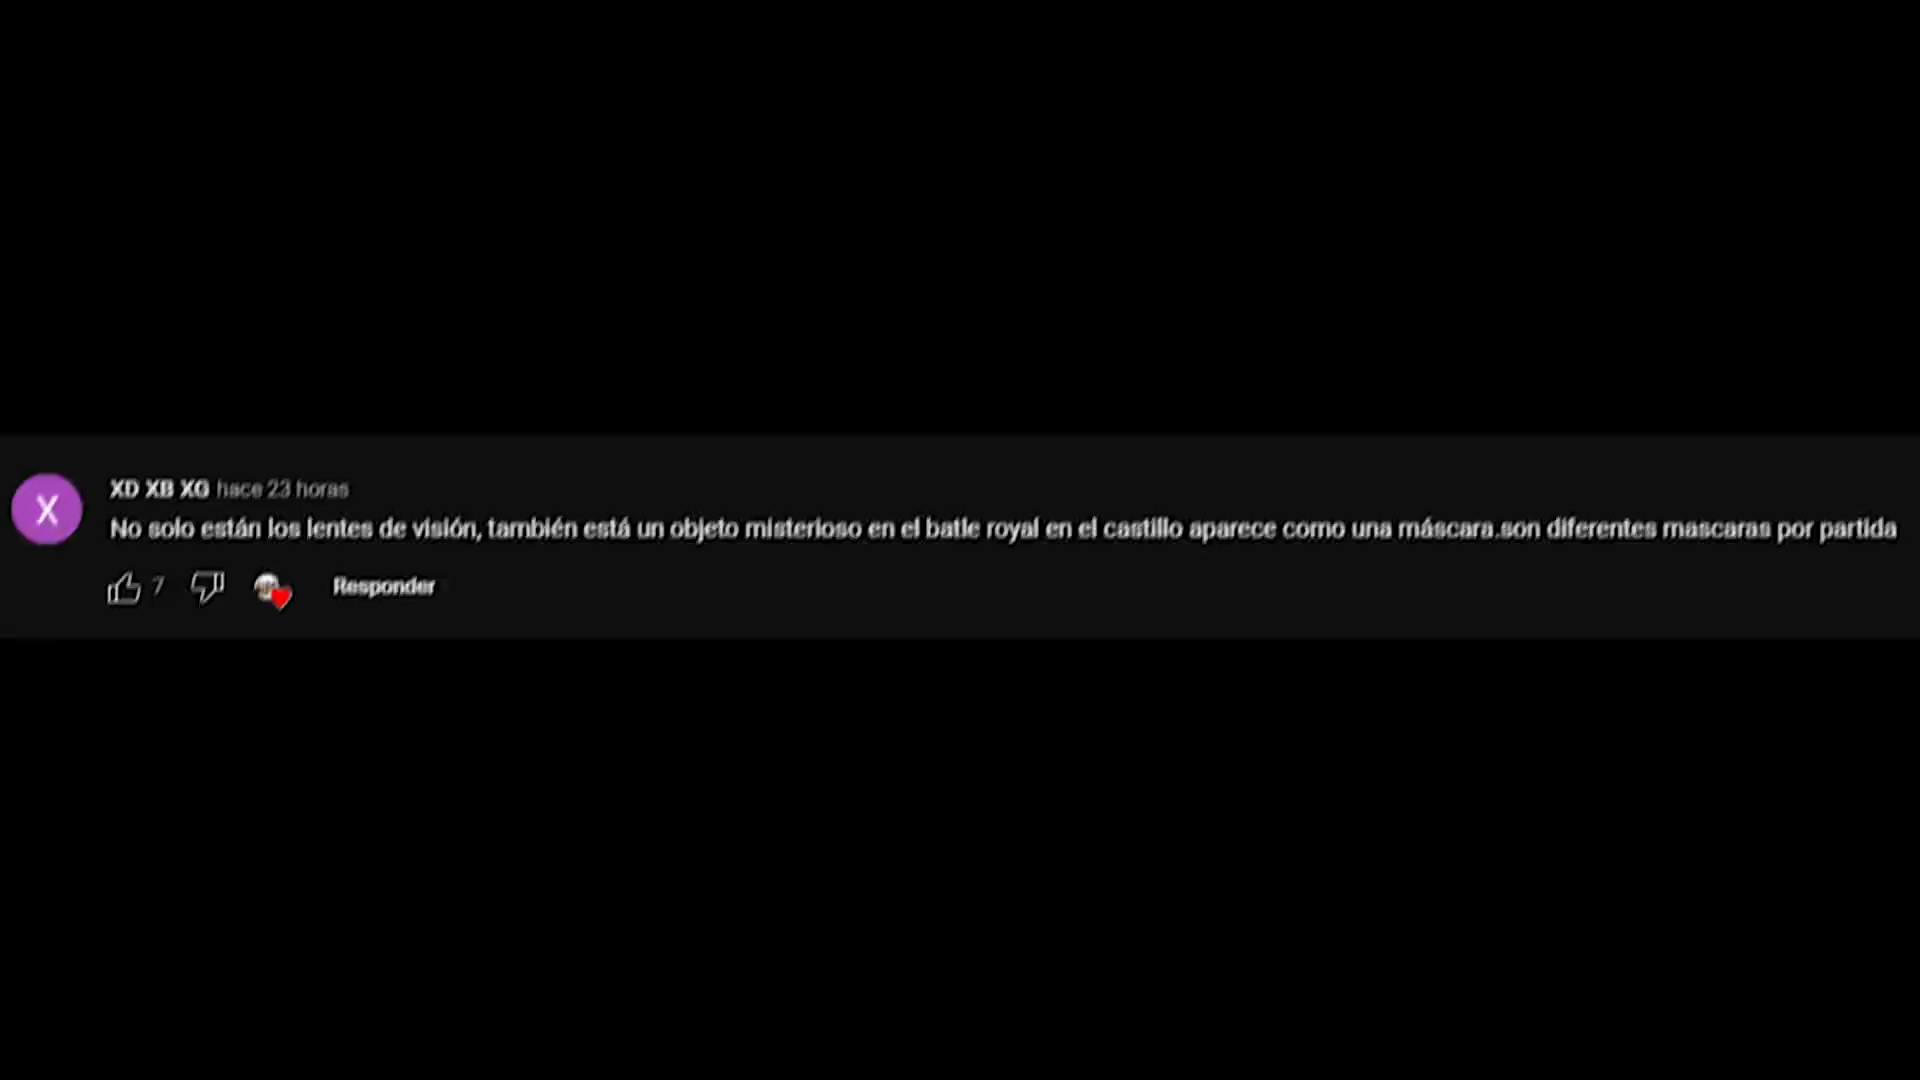 X
XD XB XG hace 23 horas
No solo están los lentes de visión, también está un objeto misterioso en el batle royal en el castillo aparece como una máscara.son diferentes mascaras por partida
7 Responder